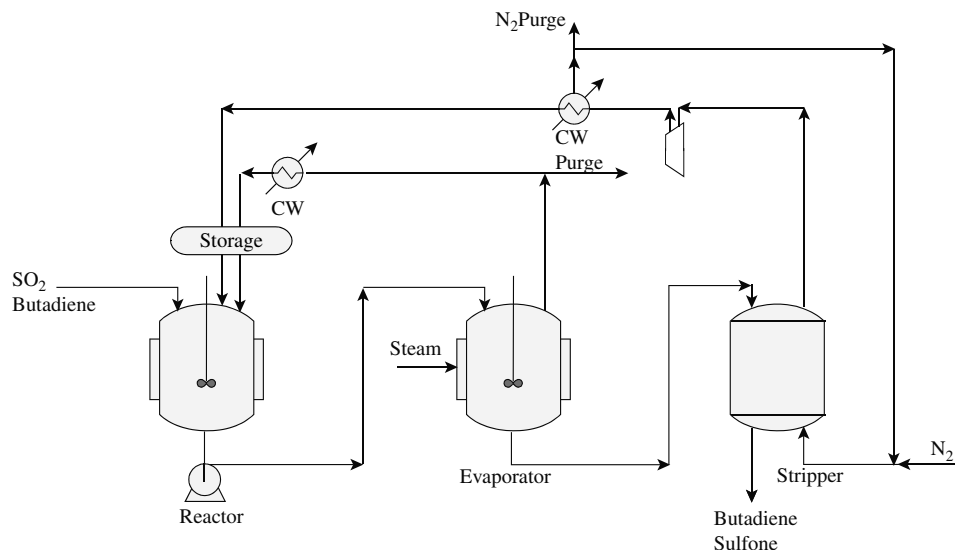 N₂Purge
CW
Purge
CW
Storage
SO₂
Butadiene
Steam
N₂
Evaporator
Stripper
Reactor
Butadiene
Sulfone